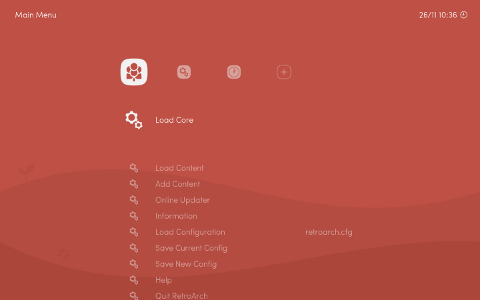 Main Menu
26/11 10:36
Load Core
Load Content
Add Content
Online Updater
Information
Load Configuration retroarch.cfg
Save Current Config
Save New Config
Help
Quit RetroArch